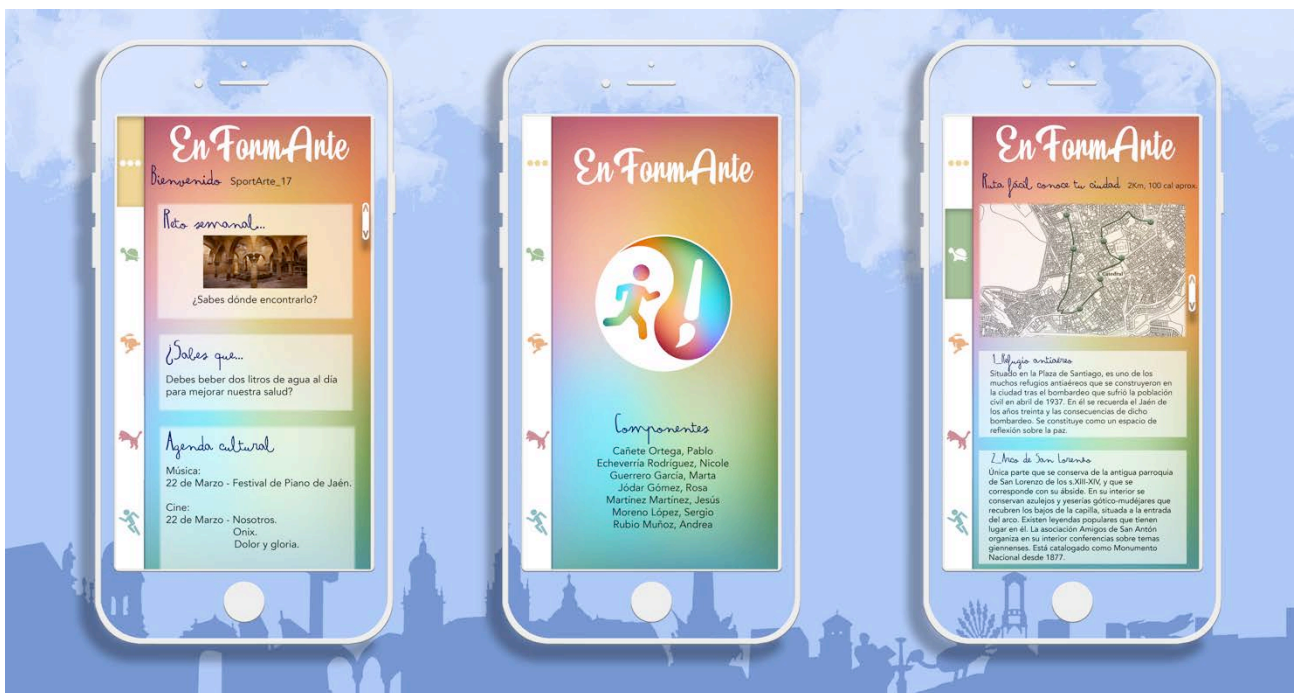 EnFormArte
Bienvenido SportArte_17
Reto semanal...
¿Sabes dónde encontrarlo?
¿Sabes que...
Debes beber dos litros de agua al día
para mejorar nuestra salud?
Agenda cultural
Música:
22 de Marzo - Festival de Piano de Jaén.
Cine:
22 de Marzo - Nosotros.
Onix.
Dolor y gloria.
EnFormArte
Componentes
Cañete Ortega, Pablo
Echeverría Rodríguez, Nicole
Guerrero García, Marta
Jódar Gómez, Rosa
Martínez Martínez, Jesús
Moreno López, Sergio
Rubio Muñoz, Andrea
EnFormArte
Ruta fácil conoce tu ciudad 2Km, 100 cal aprox.
Catedral
1_Refugio antiaéreo
Situado en la Plaza de Santiago, es uno de los
muchos refugios antiaéreos que se construyeron en
la ciudad tras el bombardeo que sufrió la población
civil en abril de 1937. En él se recuerda el Jaén de
los años treinta y las consecuencias de dicho
bombardeo. Se constituye como un espacio de
reflexión sobre la paz.
2_Arco de San Lorenzo
Única parte que se conserva de la antigua parroquia
de San Lorenzo de los s.XIII-XIV, y que se
corresponde con su ábside. En su interior se
conservan azulejos y yeserías gótico-mudéjares que
recubren los bajos de la capilla, situada a la entrada
del arco. Existen leyendas populares que tienen
lugar en él. La asociación Amigos de San Antón
organiza en su interior conferencias sobre temas
giennenses. Está catalogado como Monumento
Nacional desde 1877.